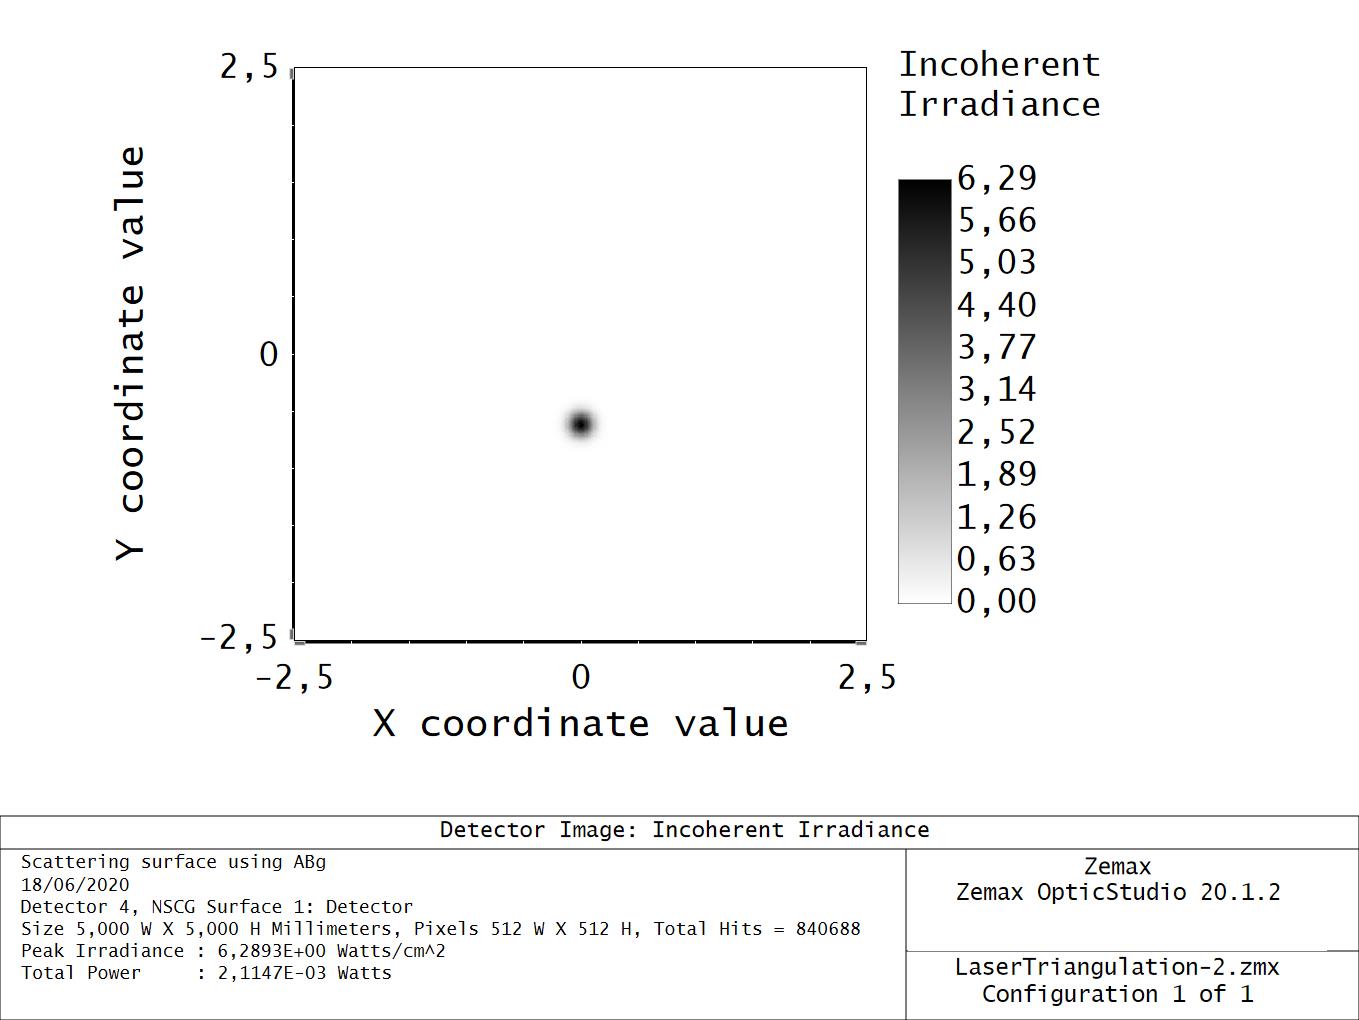 2,5
0
-2,5
Y coordinate value
-2,5 0 2,5
X coordinate value
Incoherent
Irradiance
6,29
5,66
5,03
4,40
3,77
3,14
2,52
1,89
1,26
0,63
0,00
Detector Image: Incoherent Irradiance
Scattering surface using ABg
18/06/2020
Detector 4, NSCG Surface 1: Detector
Size 5,000 W X 5,000 H Millimeters, Pixels 512 W X 512 H, Total Hits = 840688
Peak Irradiance : 6,2893E+00 Watts/cm^2
Total Power : 2,1147E-03 Watts
Zemax
Zemax OpticStudio 20.1.2
LaserTriangulation-2.zmx
Configuration 1 of 1